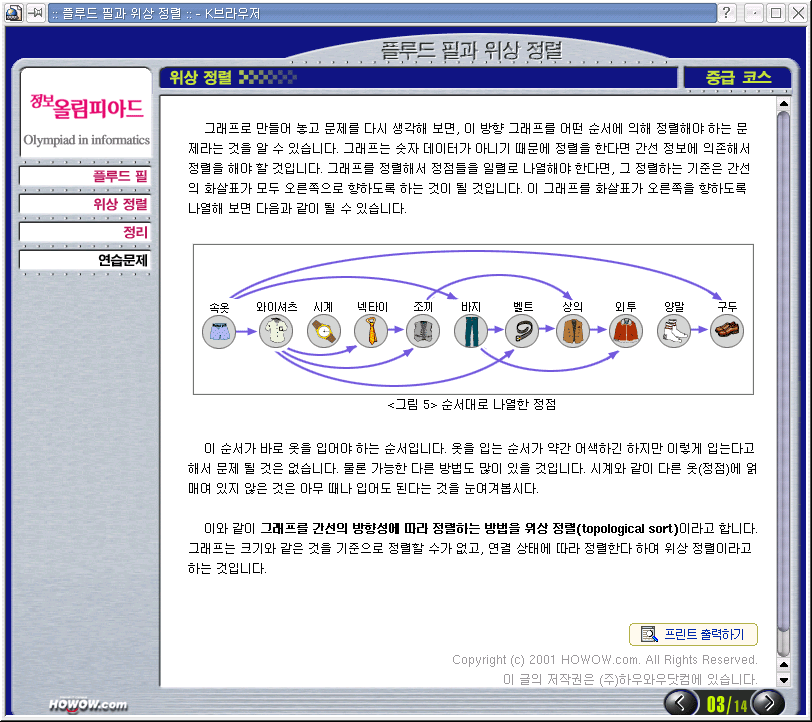 :: 플루드 필과 위상 정렬 :: - K브라우저
플루드 필과 위상 정렬
정보올림피아드
Olympiad in informatics
플루드 필
위상 정렬
정리
연습문제
위상 정렬
중급 코스
그래프로 만들어 놓고 문제를 다시 생각해 보면, 이 방향 그래프를 어떤 순서에 의해 정렬해야 하는 문
제라는 것을 알 수 있습니다. 그래프는 숫자 데이터가 아니기 때문에 정렬을 한다면 간선 정보에 의존해서
정렬을 해야 할 것입니다. 그래프를 정렬해서 정점들을 일렬로 나열해야 한다면, 그 정렬하는 기준은 간선
의 화살표가 모두 오른쪽으로 향하도록 하는 것이 될 것입니다. 이 그래프를 화살표가 오른쪽을 향하도록
나열해 보면 다음과 같이 될 수 있습니다.
속옷 와이셔츠 시계 넥타이 조끼 바지 벨트 상의 외투 양말 구두
<그림 5> 순서대로 나열한 정점
이 순서가 바로 옷을 입어야 하는 순서입니다. 옷을 입는 순서가 약간 어색하긴 하지만 이렇게 입는다고
해서 문제 될 것은 없습니다. 물론 가능한 다른 방법도 많이 있을 것입니다. 시계와 같이 다른 옷(정점)에 얽
매여 있지 않은 것은 아무 때나 입어도 된다는 것을 눈여겨봅시다.
이와 같이 그래프를 간선의 방향성에 따라 정렬하는 방법을 위상 정렬(topological sort)이라고 합니다.
그래프는 크기와 같은 것을 기준으로 정렬할 수가 없고, 연결 상태에 따라 정렬한다 하여 위상 정렬이라고
하는 것입니다.
프린트 출력하기
Copyright (c) 2001 HOWOW.com. All Rights Reserved.
이 글의 저작권은 (주)하우와우닷컴에 있습니다.
HOWOW.com
03/14